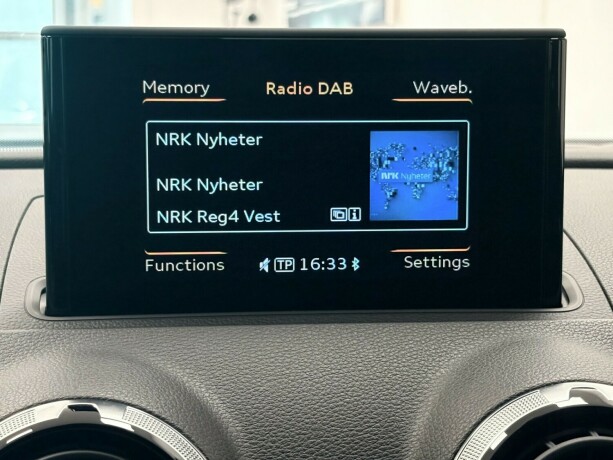 Memory Radio DAB Waveb.
NRK Nyheter
NRK Nyheter
NRK Nyheter
NRK Reg4 Vest
Functions TP 16:33 Settings